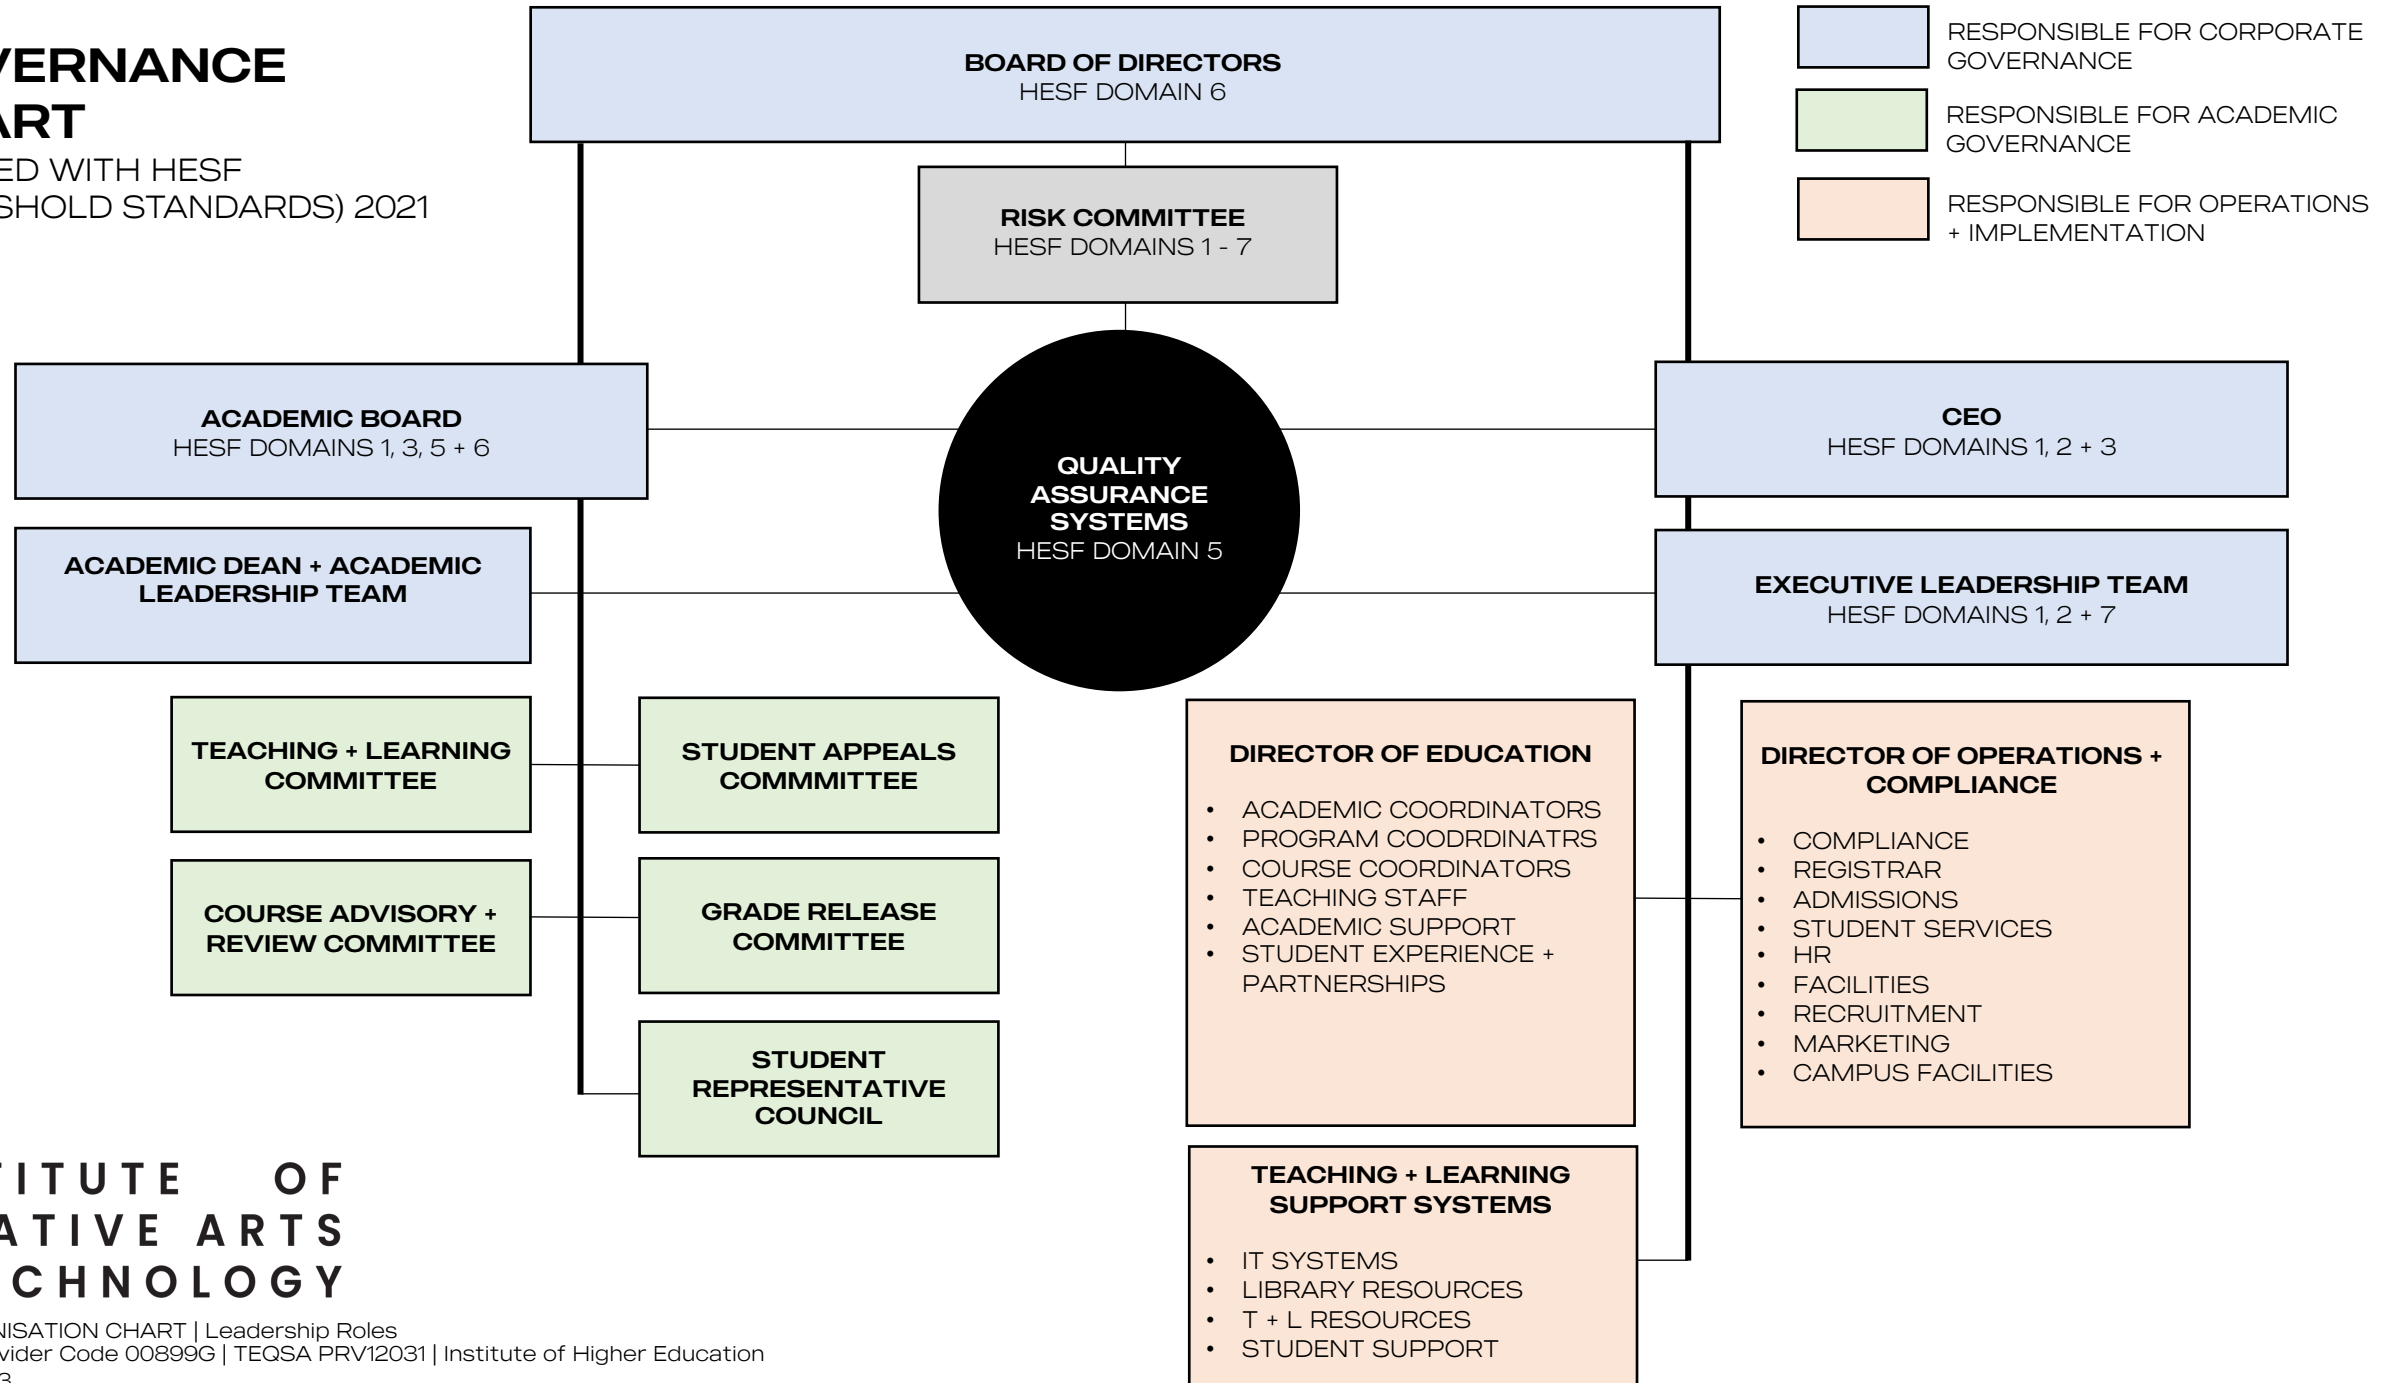 VERNANCE
ART
ED WITH HESF
SHOLD STANDARDS) 2021
BOARD OF DIRECTORS
HESF DOMAIN 6
RESPONSIBLE FOR CORPORATE
GOVERNANCE
RESPONSIBLE FOR ACADEMIC
GOVERNANCE
RESPONSIBLE FOR OPERATIONS
+ IMPLEMENTATION
RISK COMMITTEE
HESF DOMAINS 1 - 7
ACADEMIC BOARD
HESF DOMAINS 1, 3, 5 + 6
QUALITY
ASSURANCE
SYSTEMS
HESF DOMAIN 5
CEO
HESF DOMAINS 1, 2 + 3
ACADEMIC DEAN + ACADEMIC
LEADERSHIP TEAM
EXECUTIVE LEADERSHIP TEAM
HESF DOMAINS 1, 2 + 7
TEACHING + LEARNING
COMMITTEE
STUDENT APPEALS
COMMMITTEE
COURSE ADVISORY +
REVIEW COMMITTEE
GRADE RELEASE
COMMITTEE
STUDENT
REPRESENTATIVE
COUNCIL
DIRECTOR OF EDUCATION
• ACADEMIC COORDINATORS
• PROGRAM COODRDINATRS
• COURSE COORDINATORS
• TEACHING STAFF
• ACADEMIC SUPPORT
• STUDENT EXPERIENCE +
PARTNERSHIPS
DIRECTOR OF OPERATIONS +
COMPLIANCE
• COMPLIANCE
• REGISTRAR
• ADMISSIONS
• STUDENT SERVICES
• HR
• FACILITIES
• RECRUITMENT
• MARKETING
• CAMPUS FACILITIES
TEACHING + LEARNING
SUPPORT SYSTEMS
• IT SYSTEMS
• LIBRARY RESOURCES
• T + L RESOURCES
• STUDENT SUPPORT
TITUTE OF
ATIVE ARTS
CHNOLOGY
NISATION CHART | Leadership Roles
vider Code 00899G | TEQSA PRV12031 | Institute of Higher Education